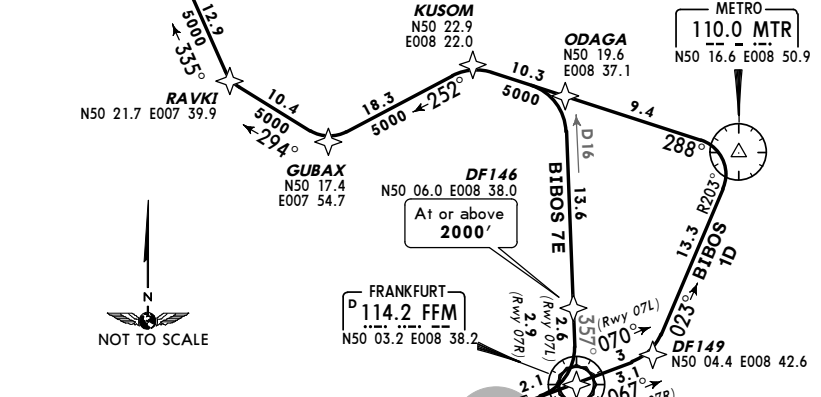 12.9
5000
335°
RAVKI
N50 21.7 E007 39.9
10.4
5000
294°
GUBAX
N50 17.4
E007 54.7
18.3
5000
252°
KUSOM
N50 22.9
E008 22.0
10.3
5000
ODAGA
N50 19.6
E008 37.1
METRO
110.0 MTR
N50 16.6 E008 50.9
9.4
288°
D16
BIBOS 7E
13.6
R203°
13.3
BIBOS
1D
023°
DF146
N50 06.0 E008 38.0
At or above
2000'
FRANKFURT
D 114.2 FFM
N50 03.2 E008 38.2
2.9
(Rwy 07R)
2.6
(Rwy 07L)
357°
(Rwy 07L)
070°
3
DF149
N50 04.4 E008 42.6
3.1
067°
2.1
N
NOT TO SCALE